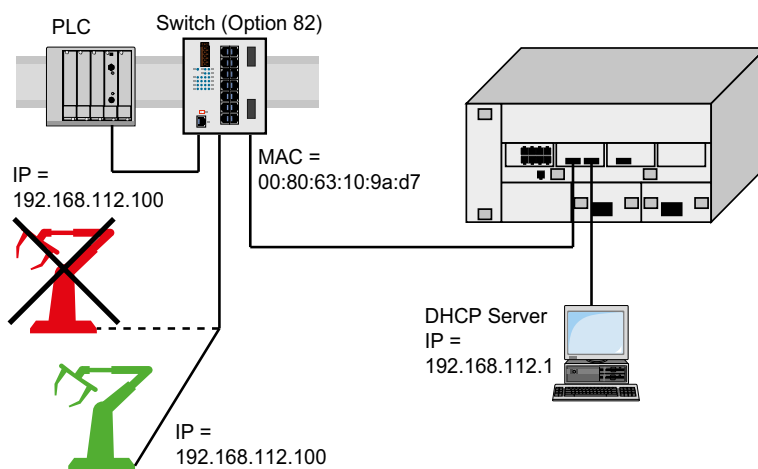 PLC
Switch (Option 82)
MAC =
00:80:63:10:9a:d7
IP =
192.168.112.100
DHCP Server
IP =
192.168.112.1
IP =
192.168.112.100